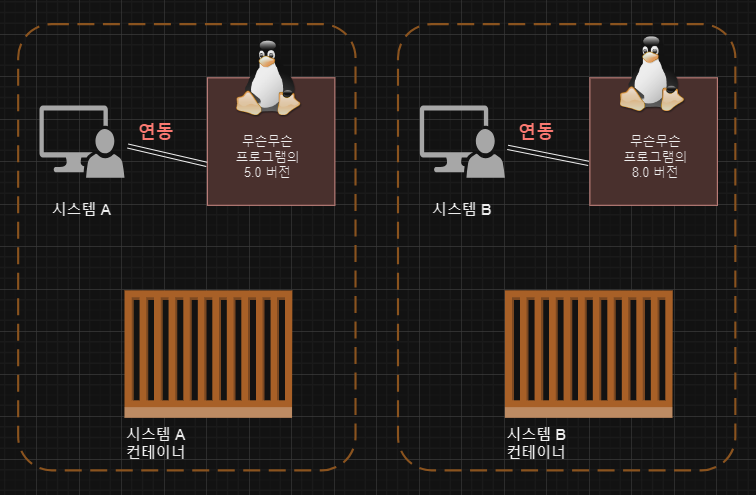 연동
무슨무슨
프로그램의
5.0 버전
시스템 A
시스템 A
컨테이너
연동
무슨무슨
프로그램의
8.0 버전
시스템 B
시스템 B
컨테이너